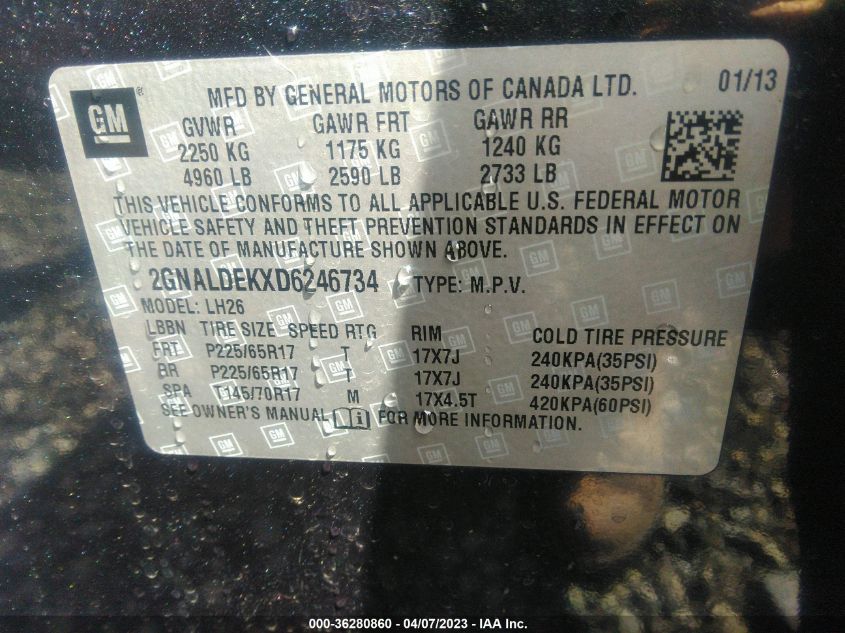 GM ® MFD BY GENERAL MOTORS OF CANADA LTD. 01/13
GVWR GAWR FRT GAWR RR
2250 KG 1175 KG 1240 KG
4960 LB 2590 LB 2733 LB
THIS VEHICLE CONFORMS TO ALL APPLICABLE U.S. FEDERAL MOTOR
VEHICLE SAFETY AND THEFT PREVENTION STANDARDS IN EFFECT ON
THE DATE OF MANUFACTURE SHOWN ABOVE.
2GNALDEKXD6246734 TYPE: M.P.V.
MODEL: LH26
LBBN TIRE SIZE SPEED RTG RIM COLD TIRE PRESSURE
FRT P225/65R17 T 17X7J 240KPA(35PSI)
BR P225/65R17 T 17X7J 240KPA(35PSI)
SPA T145/70R17 M 17X4.5T 420KPA(60PSI)
SEE OWNER'S MANUAL i FOR MORE INFORMATION.
000-36280860 - 04/07/2023 - IAA Inc.